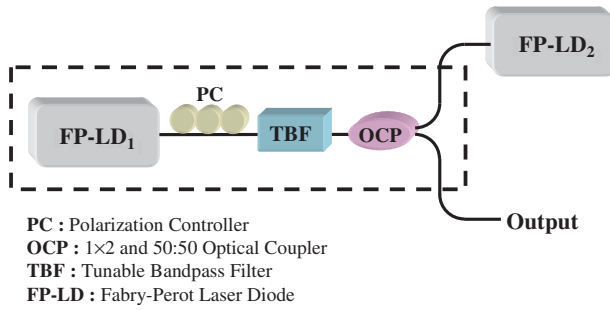 FP-LD₂
PC
FP-LD₁
TBF
OCP
Output
PC : Polarization Controller
OCP : 1×2 and 50:50 Optical Coupler
TBF : Tunable Bandpass Filter
FP-LD : Fabry-Perot Laser Diode